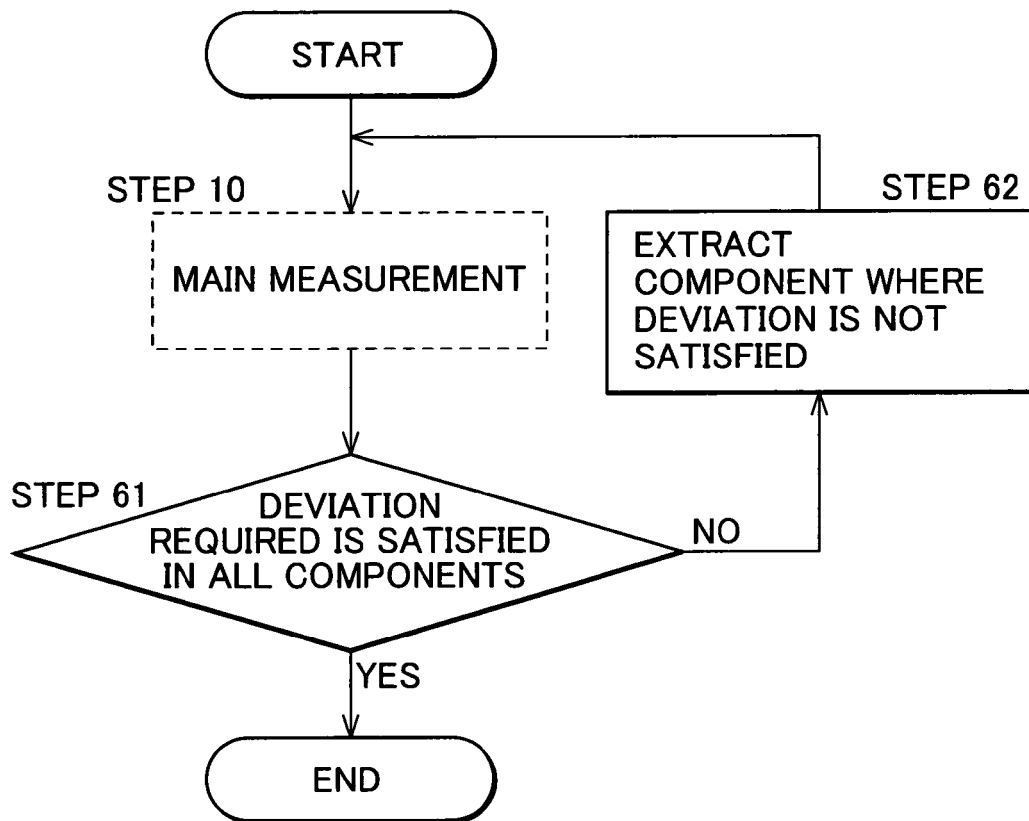 START
STEP 10
MAIN MEASUREMENT
STEP 62
EXTRACT
COMPONENT WHERE
DEVIATION IS NOT
SATISFIED
STEP 61
DEVIATION
REQUIRED IS SATISFIED
IN ALL COMPONENTS
NO
YES
END